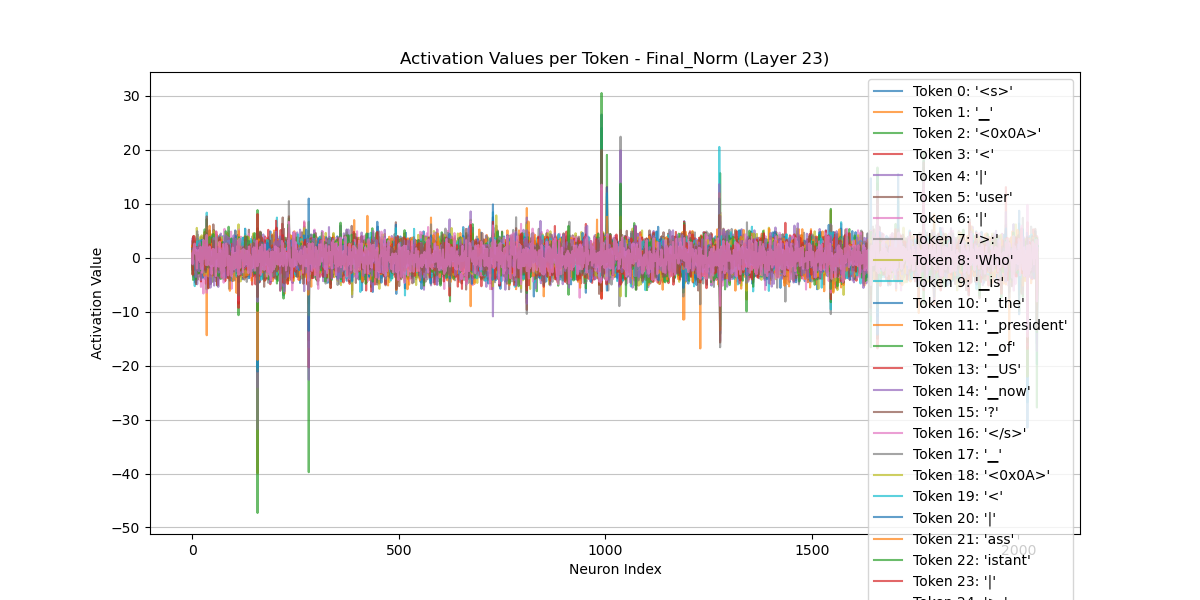 Activation Values per Token - Final_Norm (Layer 23)
Activation Value
30
20
10
0
−10
−20
−30
−40
−50
0
500
1000
1500
2000
Neuron Index
Token 0: '<s>'
Token 1: '▁'
Token 2: '<0x0A>'
Token 3: '<'
Token 4: '|'
Token 5: 'user'
Token 6: '|'
Token 7: '>:'
Token 8: 'Who'
Token 9: '▁is'
Token 10: '▁the'
Token 11: '▁president'
Token 12: '▁of'
Token 13: '▁US'
Token 14: '▁now'
Token 15: '?'
Token 16: '</s>'
Token 17: '▁'
Token 18: '<0x0A>'
Token 19: '<'
Token 20: '|'
Token 21: 'ass'
Token 22: 'istant'
Token 23: '|'